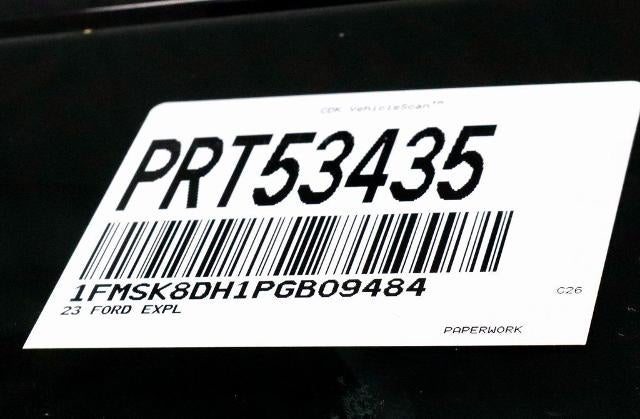 CDK VehicleScan™
PRT53435
1FMSK8DH1PGB09484
23 FORD EXPL
C26
PAPERWORK